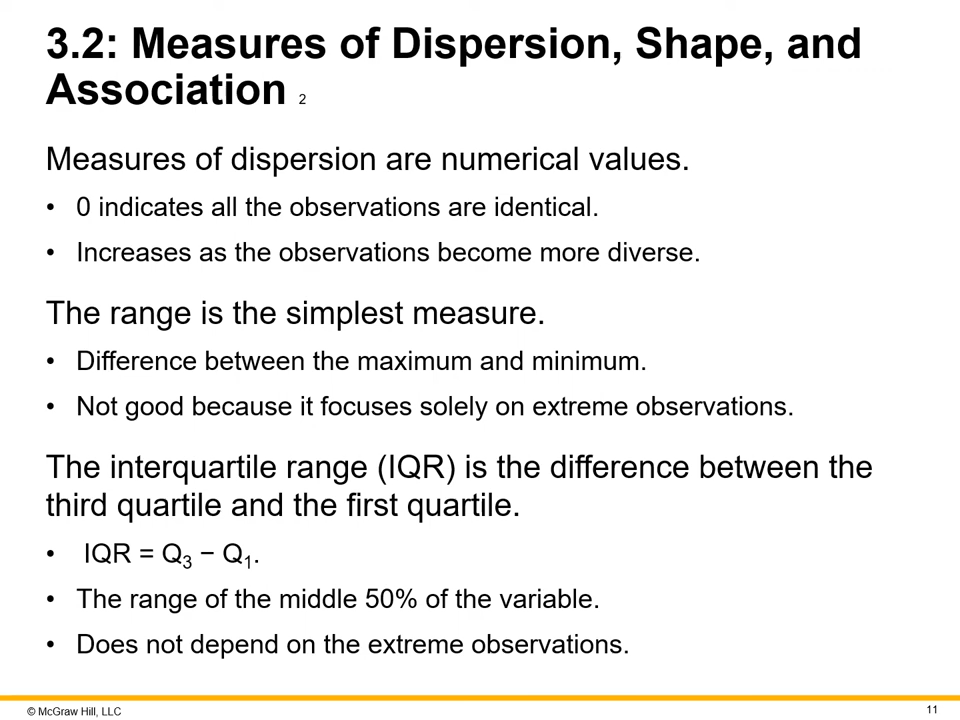 3.2: Measures of Dispersion, Shape, and
Association 2
Measures of dispersion are numerical values.
• 0 indicates all the observations are identical.
• Increases as the observations become more diverse.
The range is the simplest measure.
• Difference between the maximum and minimum.
• Not good because it focuses solely on extreme observations.
The interquartile range (IQR) is the difference between the
third quartile and the first quartile.
• IQR = Q₃ − Q₁.
• The range of the middle 50% of the variable.
• Does not depend on the extreme observations.
© McGraw Hill, LLC
11